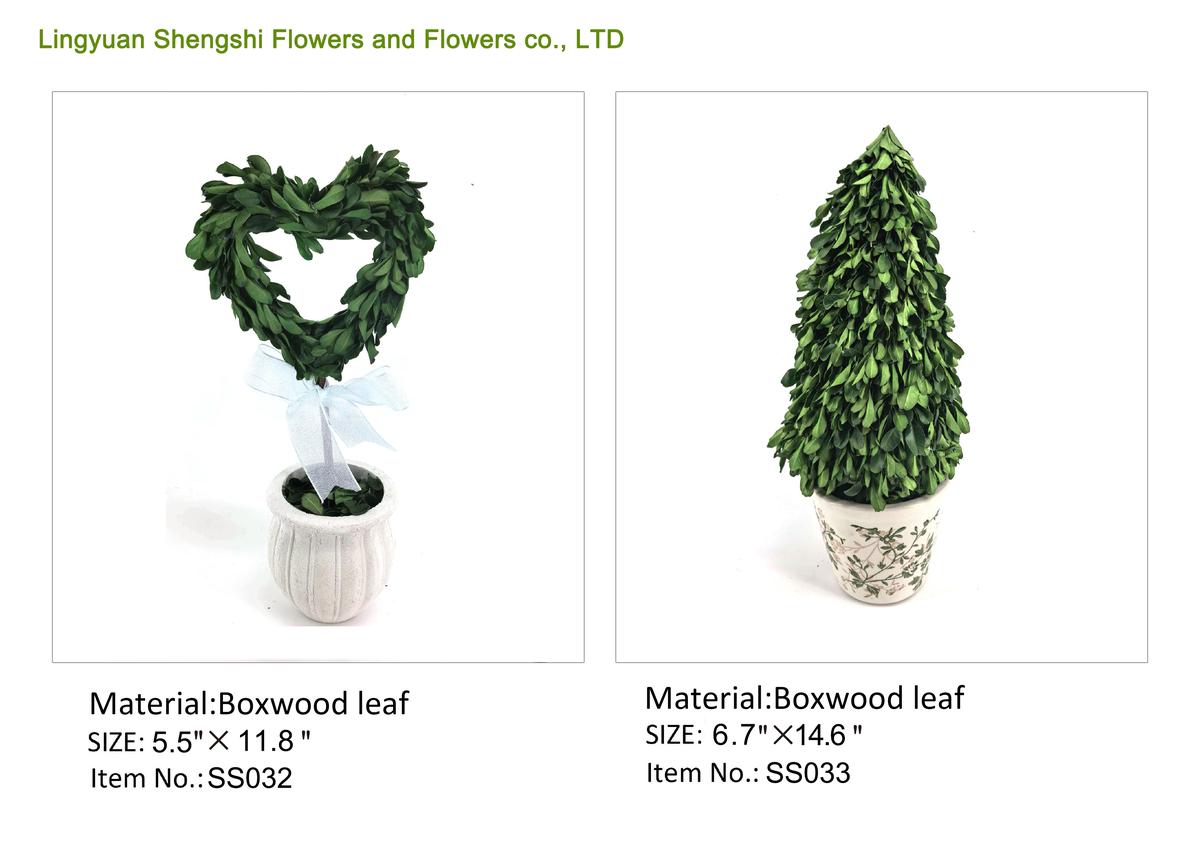 Lingyuan Shengshi Flowers and Flowers co., LTD
Material:Boxwood leaf
SIZE: 5.5"× 11.8 "
Item No.:SS032
Material:Boxwood leaf
SIZE: 6.7"×14.6 "
Item No.: SS033